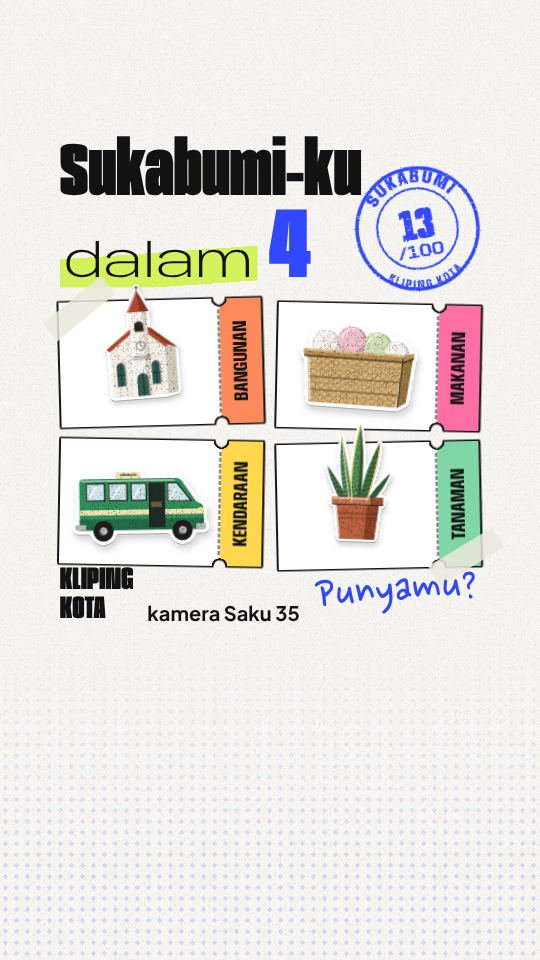 Sukabumi-ku
dalam 4
SUKABUMI
13
/100
KLIPING KOTA
BANGUNAN
MAKANAN
KENDARAAN
TANAMAN
KLIPING
KOTA
kamera Saku 35
Punyamu?